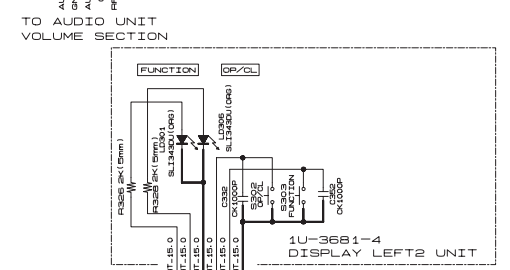 TO AUDIO UNIT
VOLUME SECTION
FUNCTION
OP/CL
R326 2K(5mm)
R328 2K(5mm)
LD301
SLI343DU(ORG)
LD306
SLI343DU(ORG)
C332
CK1000P
S302
OP/CL
S303
FUNCTION
C352
CK1000P
1U-3681-4
DISPLAY LEFT2 UNIT